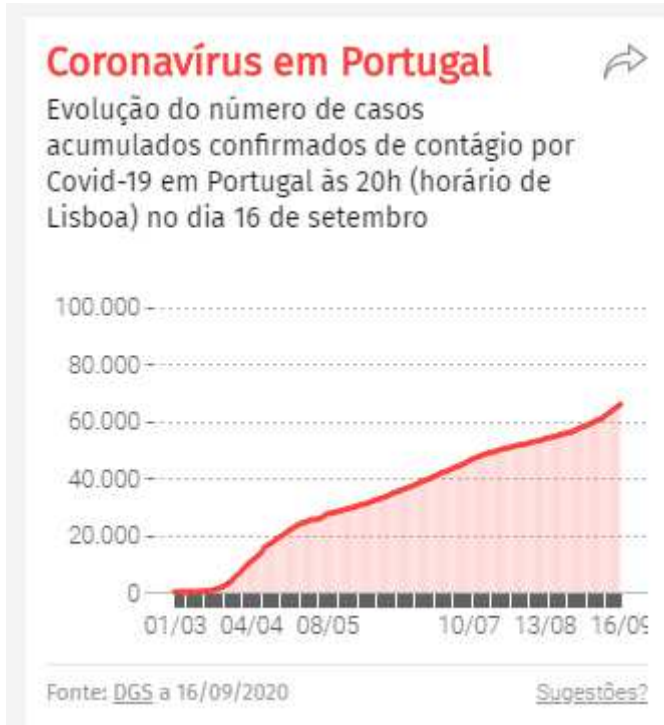 Coronavírus em Portugal
Evolução do número de casos
acumulados confirmados de contágio por
Covid-19 em Portugal às 20h (horário de
Lisboa) no dia 16 de setembro
100.000
80.000
60.000
40.000
20.000
0
01/03 04/04 08/05 10/07 13/08 16/09
Fonte: DGS a 16/09/2020 Sugestões?